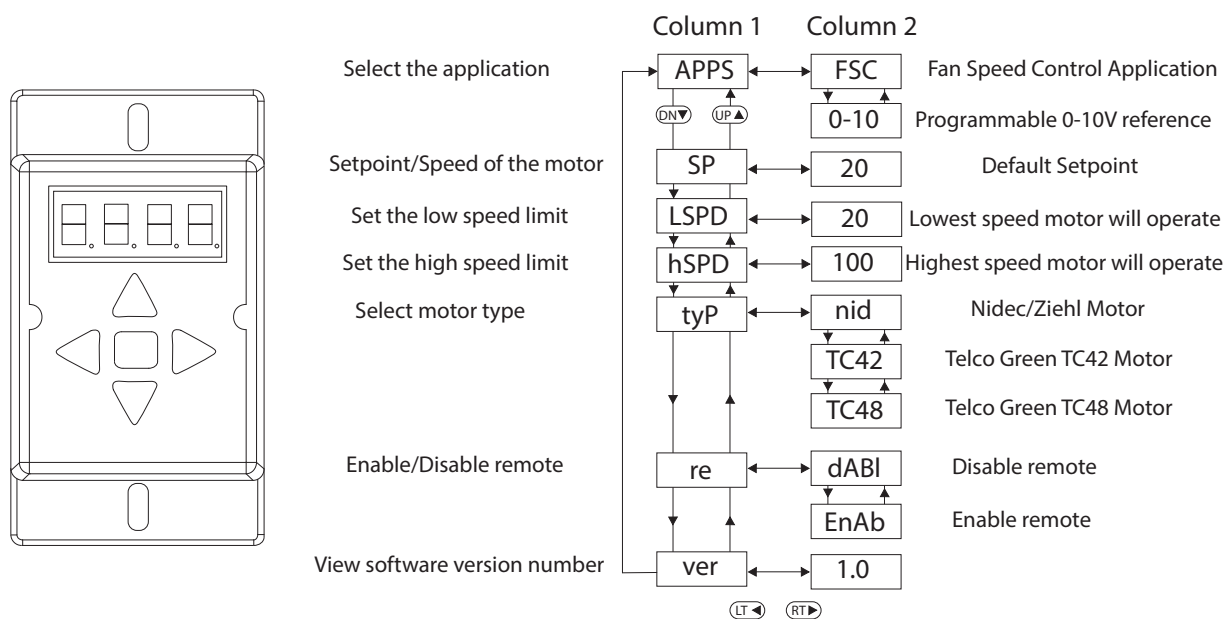 Column 1 Column 2
Select the application APPS FSC Fan Speed Control Application
DN▼ UP▲ 0-10 Programmable 0-10V reference
Setpoint/Speed of the motor SP 20 Default Setpoint
Set the low speed limit LSPD 20 Lowest speed motor will operate
Set the high speed limit hSPD 100 Highest speed motor will operate
Select motor type tyP nid Nidec/Ziehl Motor
TC42 Telco Green TC42 Motor
TC48 Telco Green TC48 Motor
Enable/Disable remote re dABl Disable remote
EnAb Enable remote
View software version number ver 1.0
LT◀ RT▶